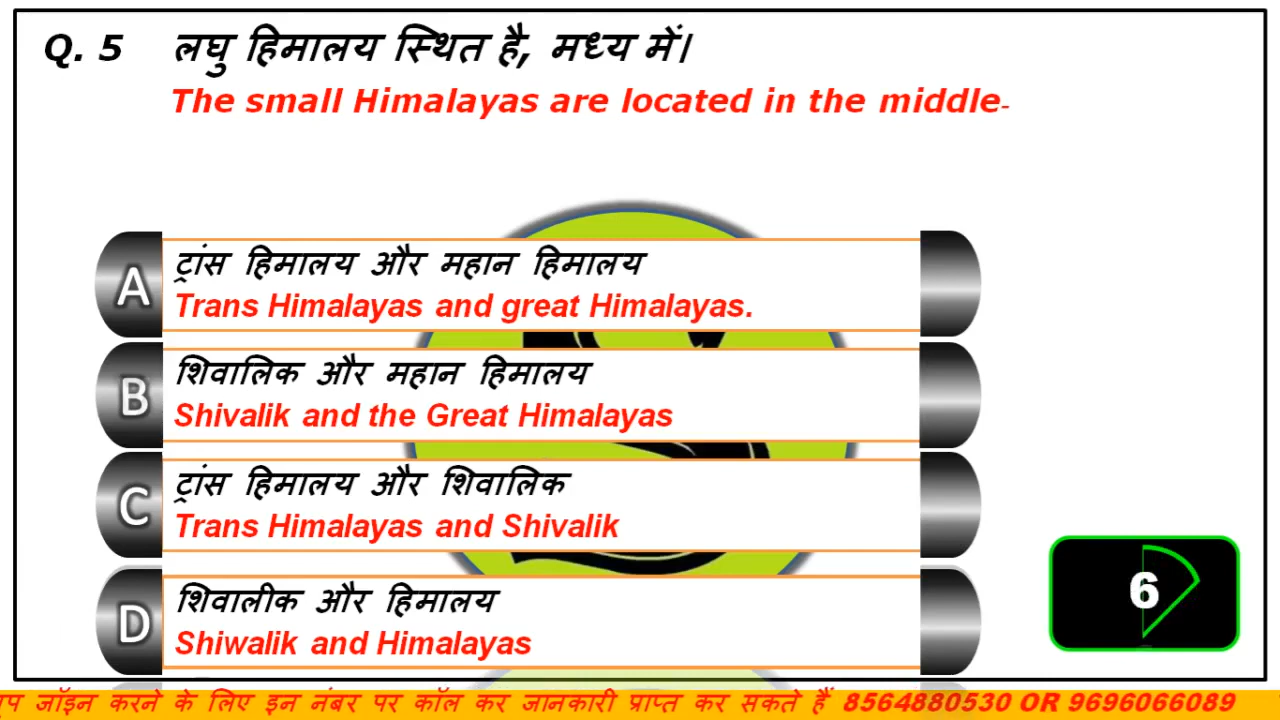 Q. 5 लघु हिमालय स्थित है, मध्य में।
The small Himalayas are located in the middle-
A ट्रांस हिमालय और महान हिमालय
Trans Himalayas and great Himalayas.
B शिवालिक और महान हिमालय
Shivalik and the Great Himalayas
C ट्रांस हिमालय और शिवालिक
Trans Himalayas and Shivalik
D शिवालीक और हिमालय
Shiwalik and Himalayas
6
जॉइन करने के लिए इन नंबर पर कॉल कर जानकारी प्राप्त कर सकते हैं 8564880530 OR 9696066089